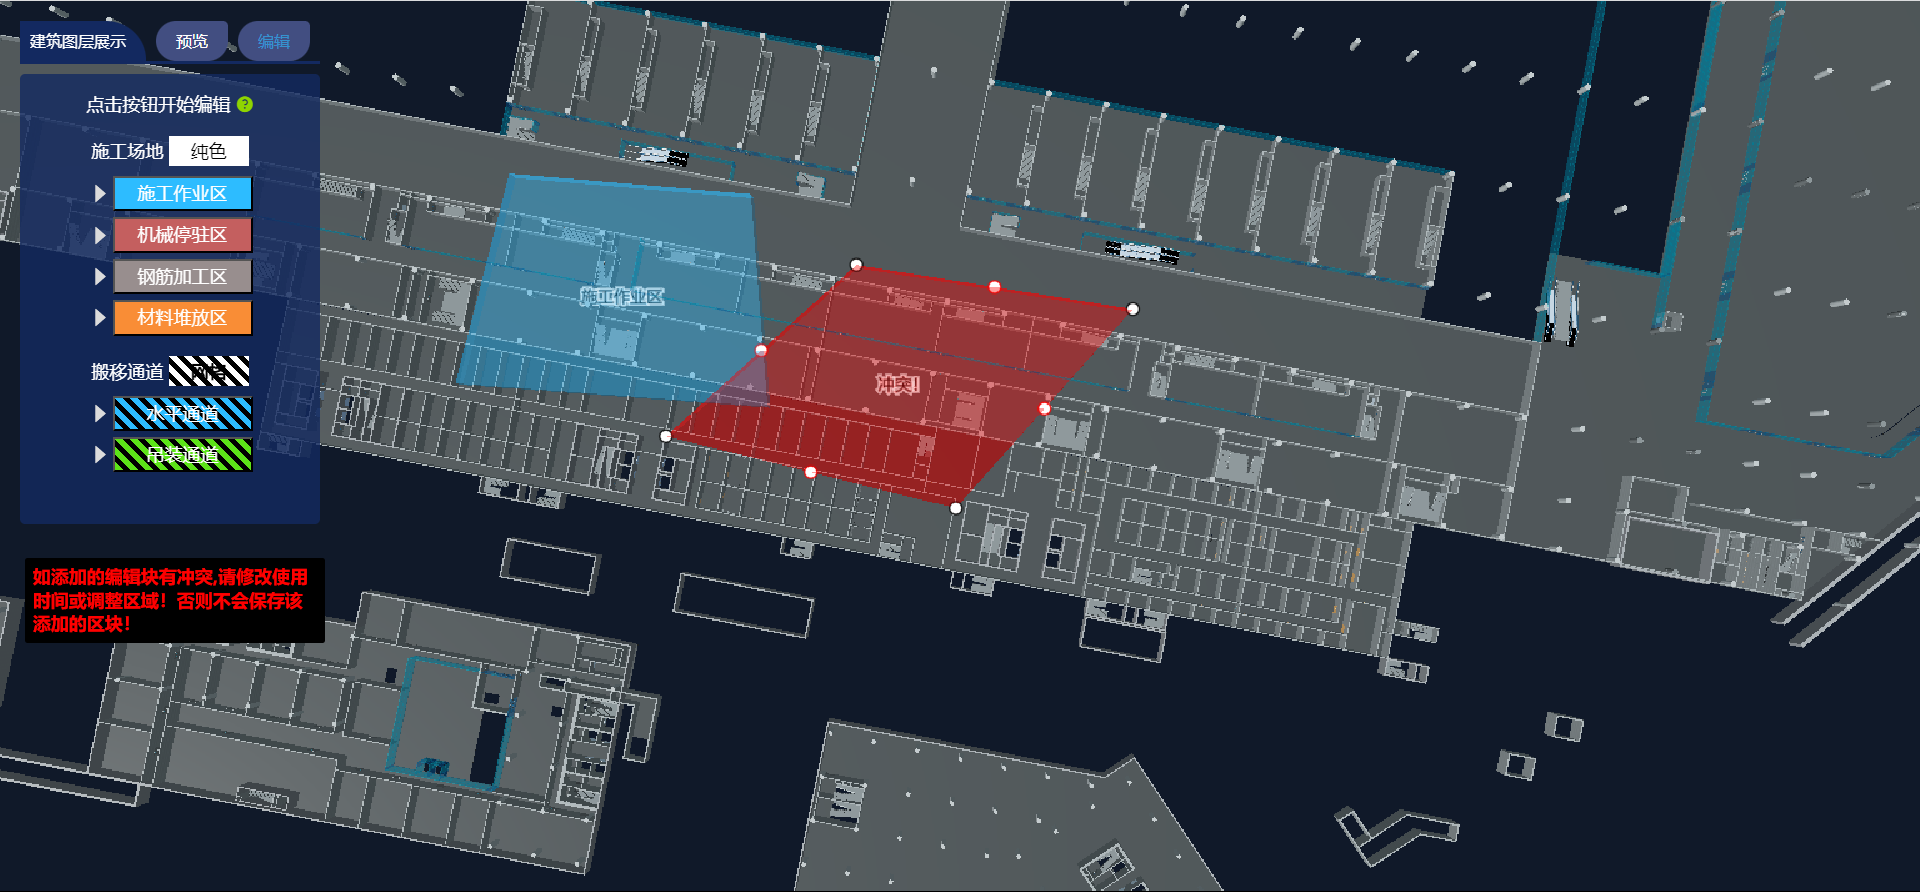 建筑图层展示
预览
编辑
点击按钮开始编辑 ?
施工场地 纯色
施工作业区
机械停驻区
钢筋加工区
材料堆放区
搬移通道 网格
水平通道
吊装通道
如添加的编辑块有冲突,请修改使用
时间或调整区域！否则不会保存该
添加的区块！
施工作业区
冲突!